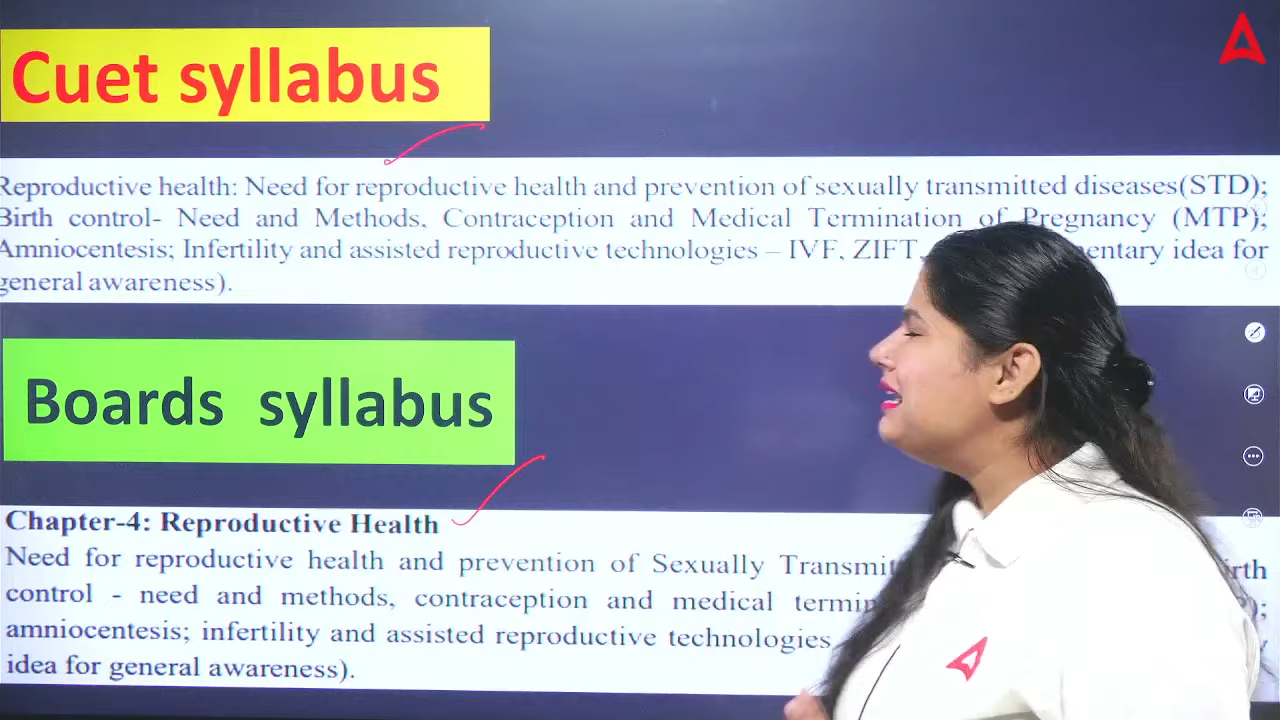 Cuet syllabus
Reproductive health: Need for reproductive health and prevention of sexually transmitted diseases(STD);
Birth control- Need and Methods, Contraception and Medical Termination of Pregnancy (MTP);
Amniocentesis; Infertility and assisted reproductive technologies – IVF, ZIFT, idea for
general awareness).
Boards syllabus
Chapter-4: Reproductive Health
Need for reproductive health and prevention of Sexually
control - need and methods, contraception and medical
amniocentesis; infertility and assisted reproductive technologies
idea for general awareness).